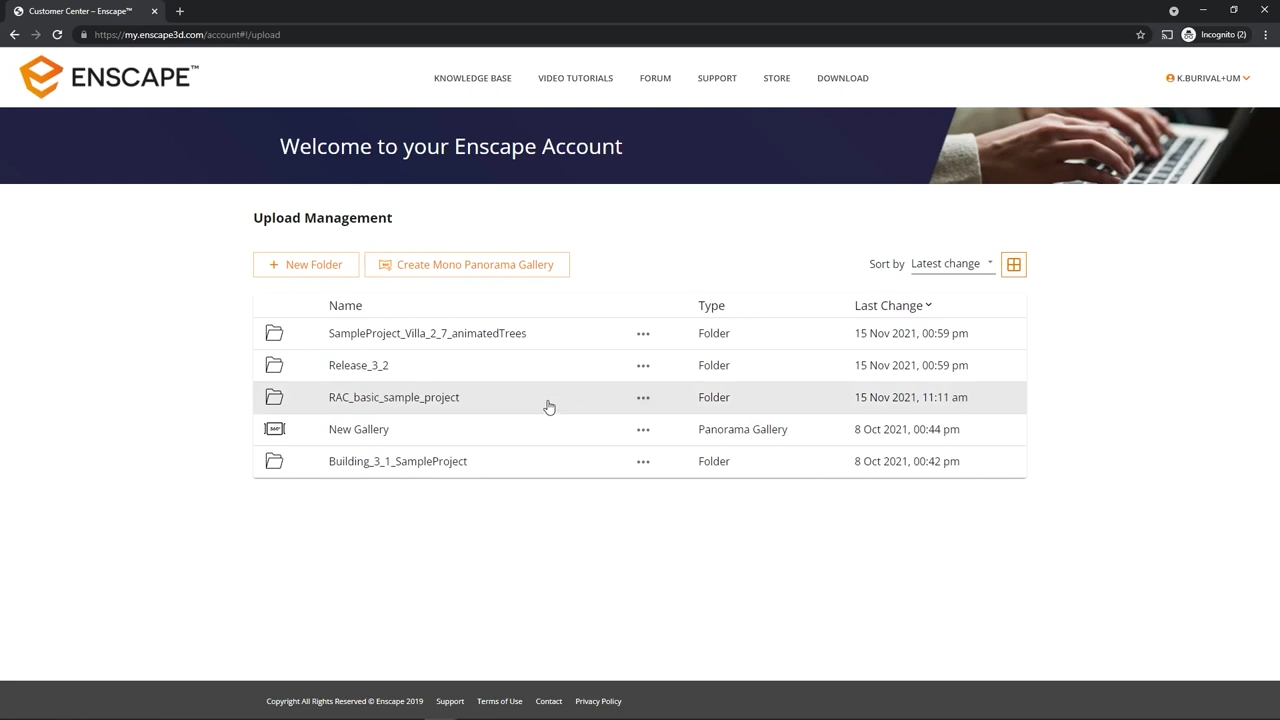 Customer Center – Enscape™
https://my.enscape3d.com/account#!/upload
Incognito (2)
ENSCAPE™
KNOWLEDGE BASE VIDEO TUTORIALS FORUM SUPPORT STORE DOWNLOAD
K.BURIVAL+UM
Welcome to your Enscape Account
Upload Management
+ New Folder Create Mono Panorama Gallery Sort by Latest change
Name Type Last Change
SampleProject_Villa_2_7_animatedTrees ••• Folder 15 Nov 2021, 00:59 pm
Release_3_2 ••• Folder 15 Nov 2021, 00:59 pm
RAC_basic_sample_project ••• Folder 15 Nov 2021, 11:11 am
360° New Gallery ••• Panorama Gallery 8 Oct 2021, 00:44 pm
Building_3_1_SampleProject ••• Folder 8 Oct 2021, 00:42 pm
Copyright All Rights Reserved © Enscape 2019 Support Terms of Use Contact Privacy Policy